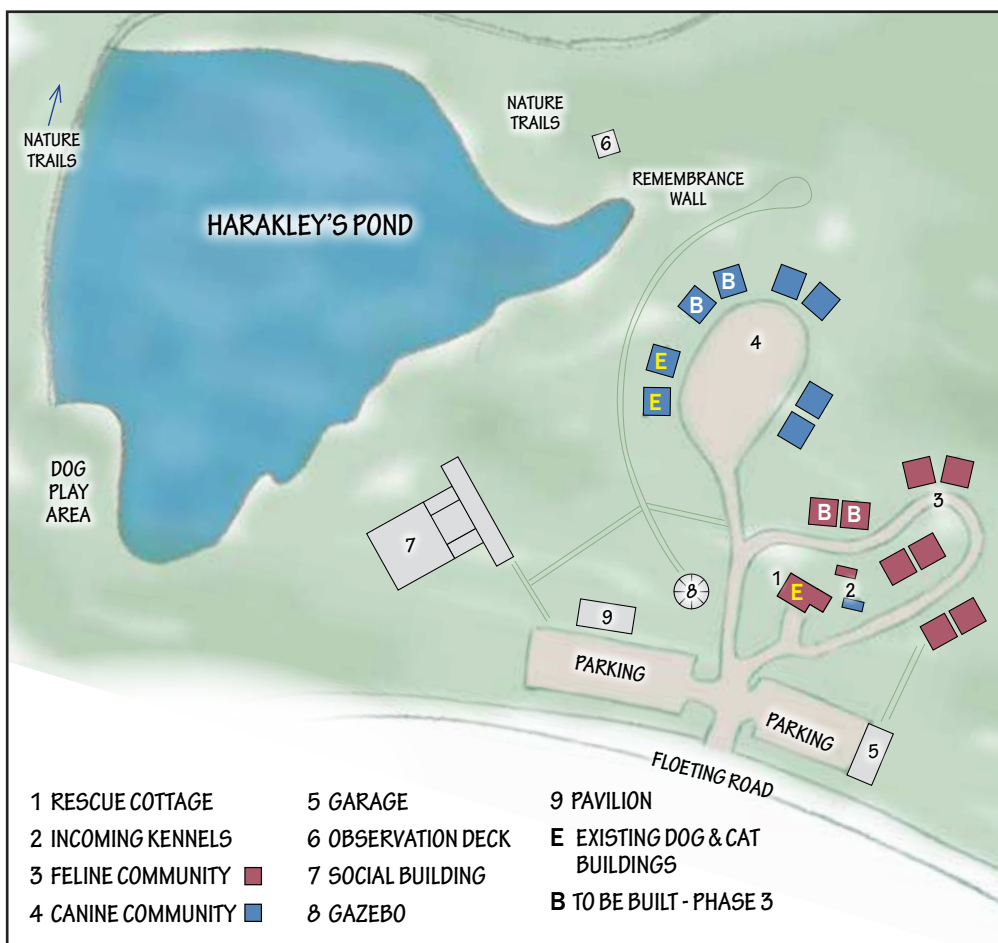 NATURE
TRAILS
6
NATURE
TRAILS
REMEMBRANCE
WALL
HARAKLEY'S POND
B
B
4
E
E
DOG
PLAY
AREA
3
B B
7
1
E
2
8
9
PARKING
PARKING
5
FLOETING ROAD
1 RESCUE COTTAGE
2 INCOMING KENNELS
3 FELINE COMMUNITY
4 CANINE COMMUNITY
5 GARAGE
6 OBSERVATION DECK
7 SOCIAL BUILDING
8 GAZEBO
9 PAVILION
E EXISTING DOG & CAT
BUILDINGS
B TO BE BUILT - PHASE 3